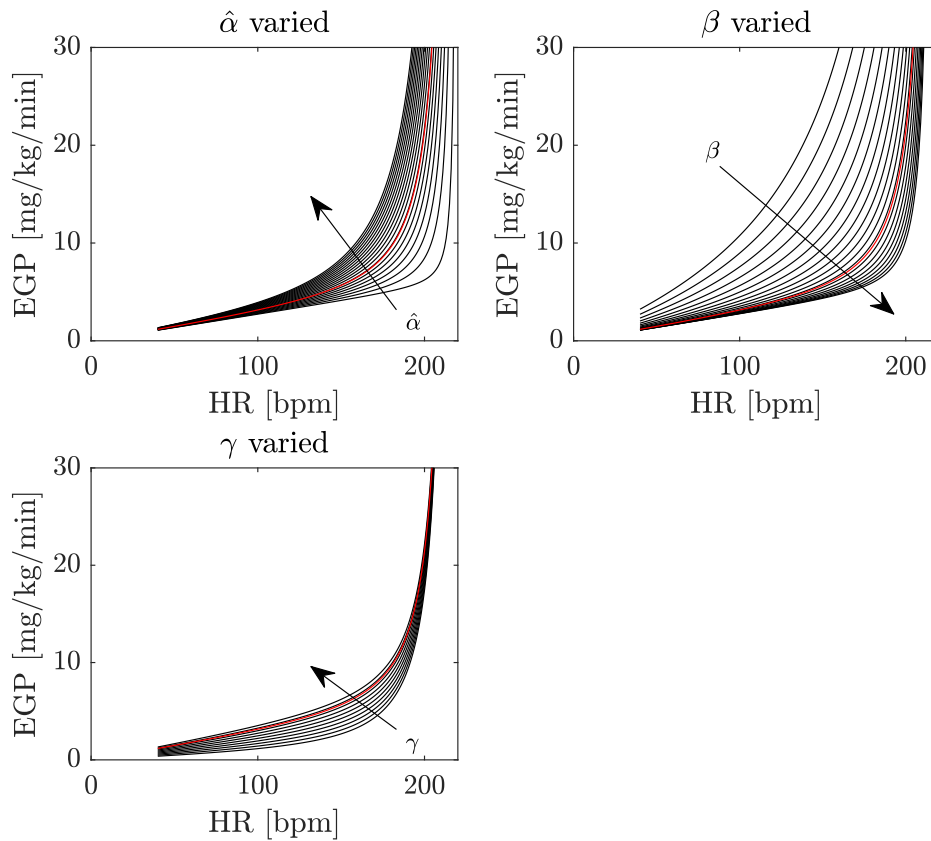 α̂ varied
β varied
EGP [mg/kg/min]
30
20
10
0
α̂
0
100
200
HR [bpm]
EGP [mg/kg/min]
30
20
10
0
β
0
100
200
HR [bpm]
γ varied
EGP [mg/kg/min]
30
20
10
0
γ
0
100
200
HR [bpm]